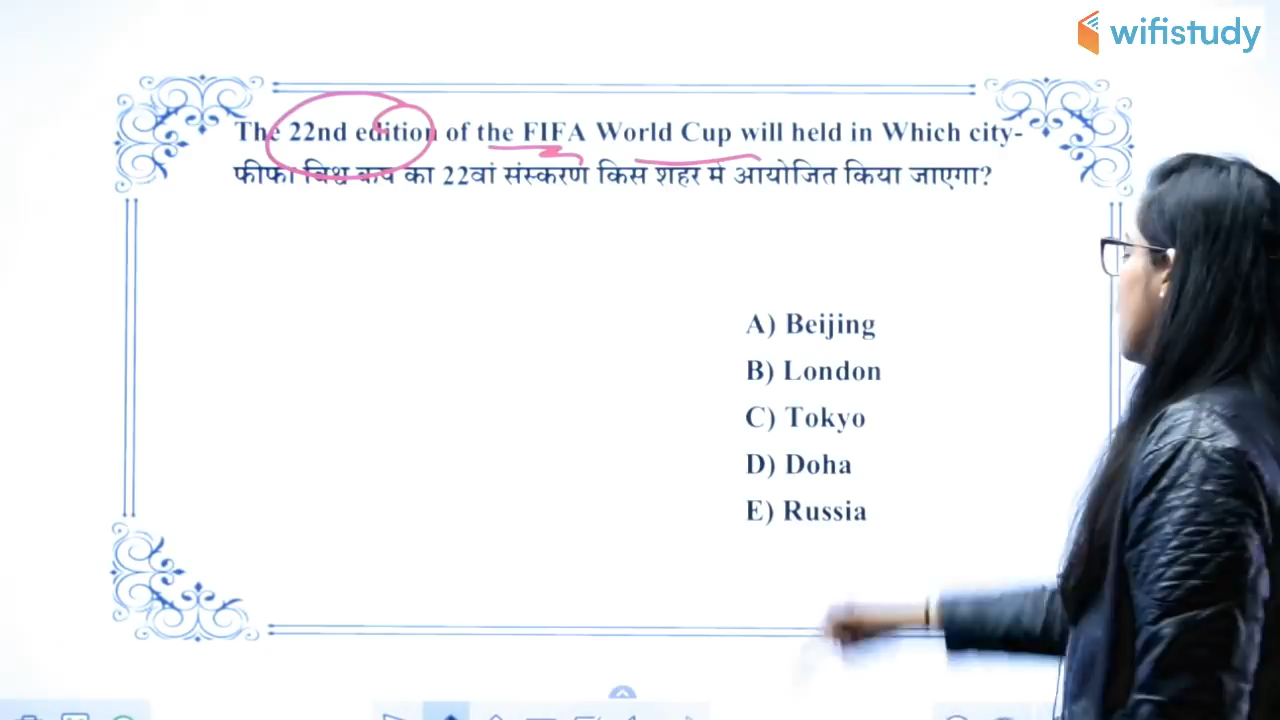 wifistudy
The 22nd edition of the FIFA World Cup will held in Which city-
फीफा विश्व कप का 22वां संस्करण किस शहर में आयोजित किया जाएगा?
A) Beijing
B) London
C) Tokyo
D) Doha
E) Russia